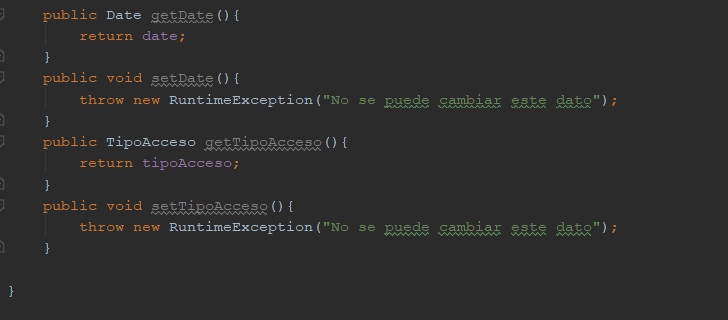 public Date getDate(){
return date;
}
public void setDate(){
throw new RuntimeException("No se puede cambiar este dato");
}
public TipoAcceso getTipoAcceso(){
return tipoAcceso;
}
public void setTipoAcceso(){
throw new RuntimeException("No se puede cambiar este dato");
}
}